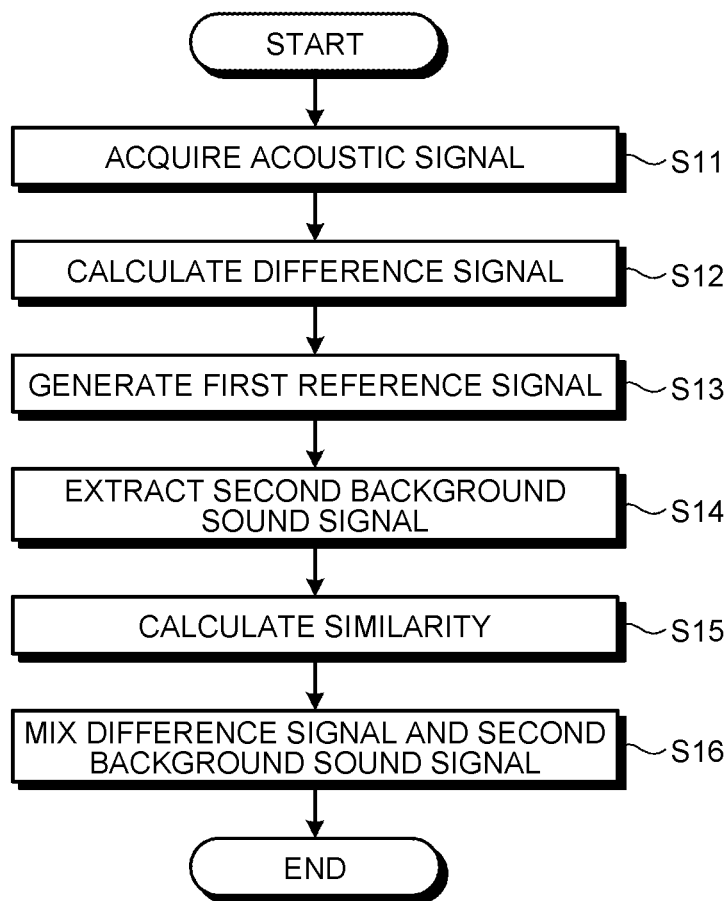 START
ACQUIRE ACOUSTIC SIGNAL
S11
CALCULATE DIFFERENCE SIGNAL
S12
GENERATE FIRST REFERENCE SIGNAL
S13
EXTRACT SECOND BACKGROUND
SOUND SIGNAL
S14
CALCULATE SIMILARITY
S15
MIX DIFFERENCE SIGNAL AND SECOND
BACKGROUND SOUND SIGNAL
S16
END